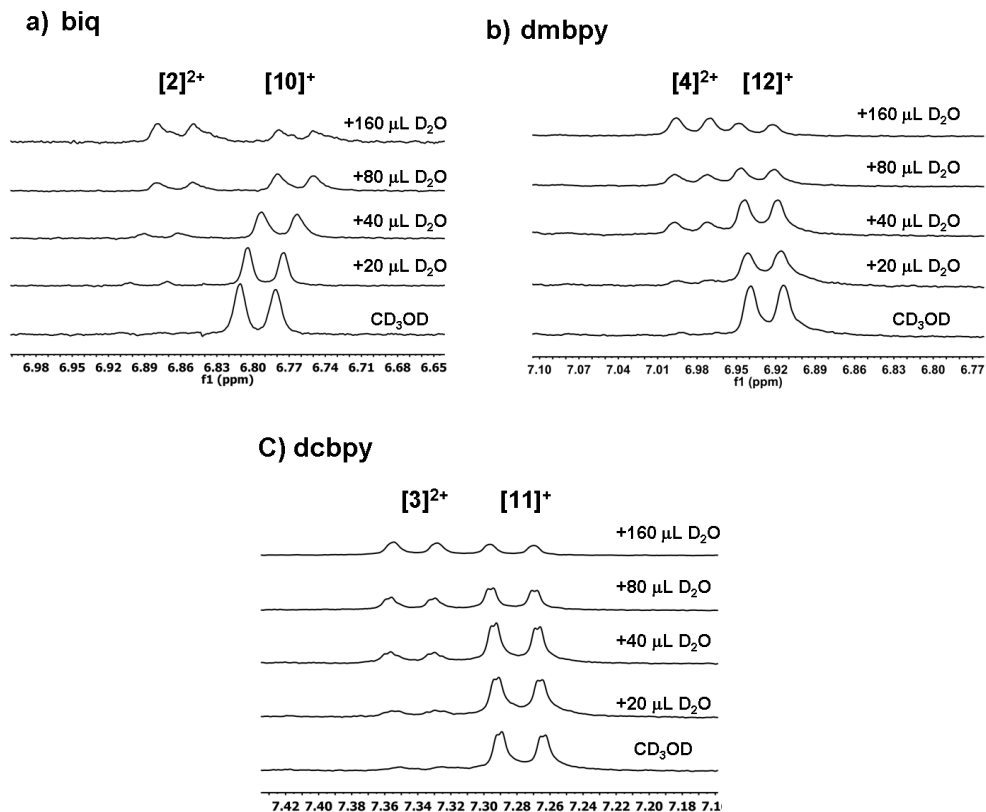 a) biq
[2]2+ [10]+
+160 μL D2O
+80 μL D2O
+40 μL D2O
+20 μL D2O
CD3OD
6.98 6.95 6.92 6.89 6.86 6.83 6.80 6.77 6.74 6.71 6.68 6.65
f1 (ppm)
b) dmbpy
[4]2+ [12]+
+160 μL D2O
+80 μL D2O
+40 μL D2O
+20 μL D2O
CD3OD
7.10 7.07 7.04 7.01 6.98 6.95 6.92 6.89 6.86 6.83 6.80 6.77
f1 (ppm)
C) dcbpy
[3]2+ [11]+
+160 μL D2O
+80 μL D2O
+40 μL D2O
+20 μL D2O
CD3OD
7.42 7.40 7.38 7.36 7.34 7.32 7.30 7.28 7.26 7.24 7.22 7.20 7.18